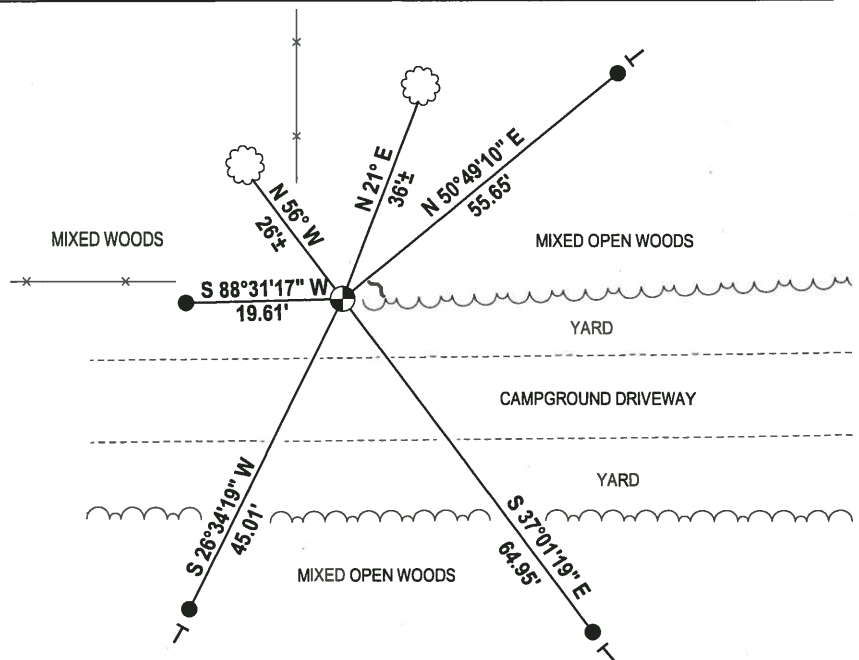 N 50°49'10" E
55.65'
N 21° E
36'±
N 56° W
26'±
MIXED WOODS
MIXED OPEN WOODS
S 88°31'17" W
19.61'
YARD
CAMPGROUND DRIVEWAY
YARD
S 26°34'19" W
45.01'
S 37°01'19" E
64.95'
MIXED OPEN WOODS